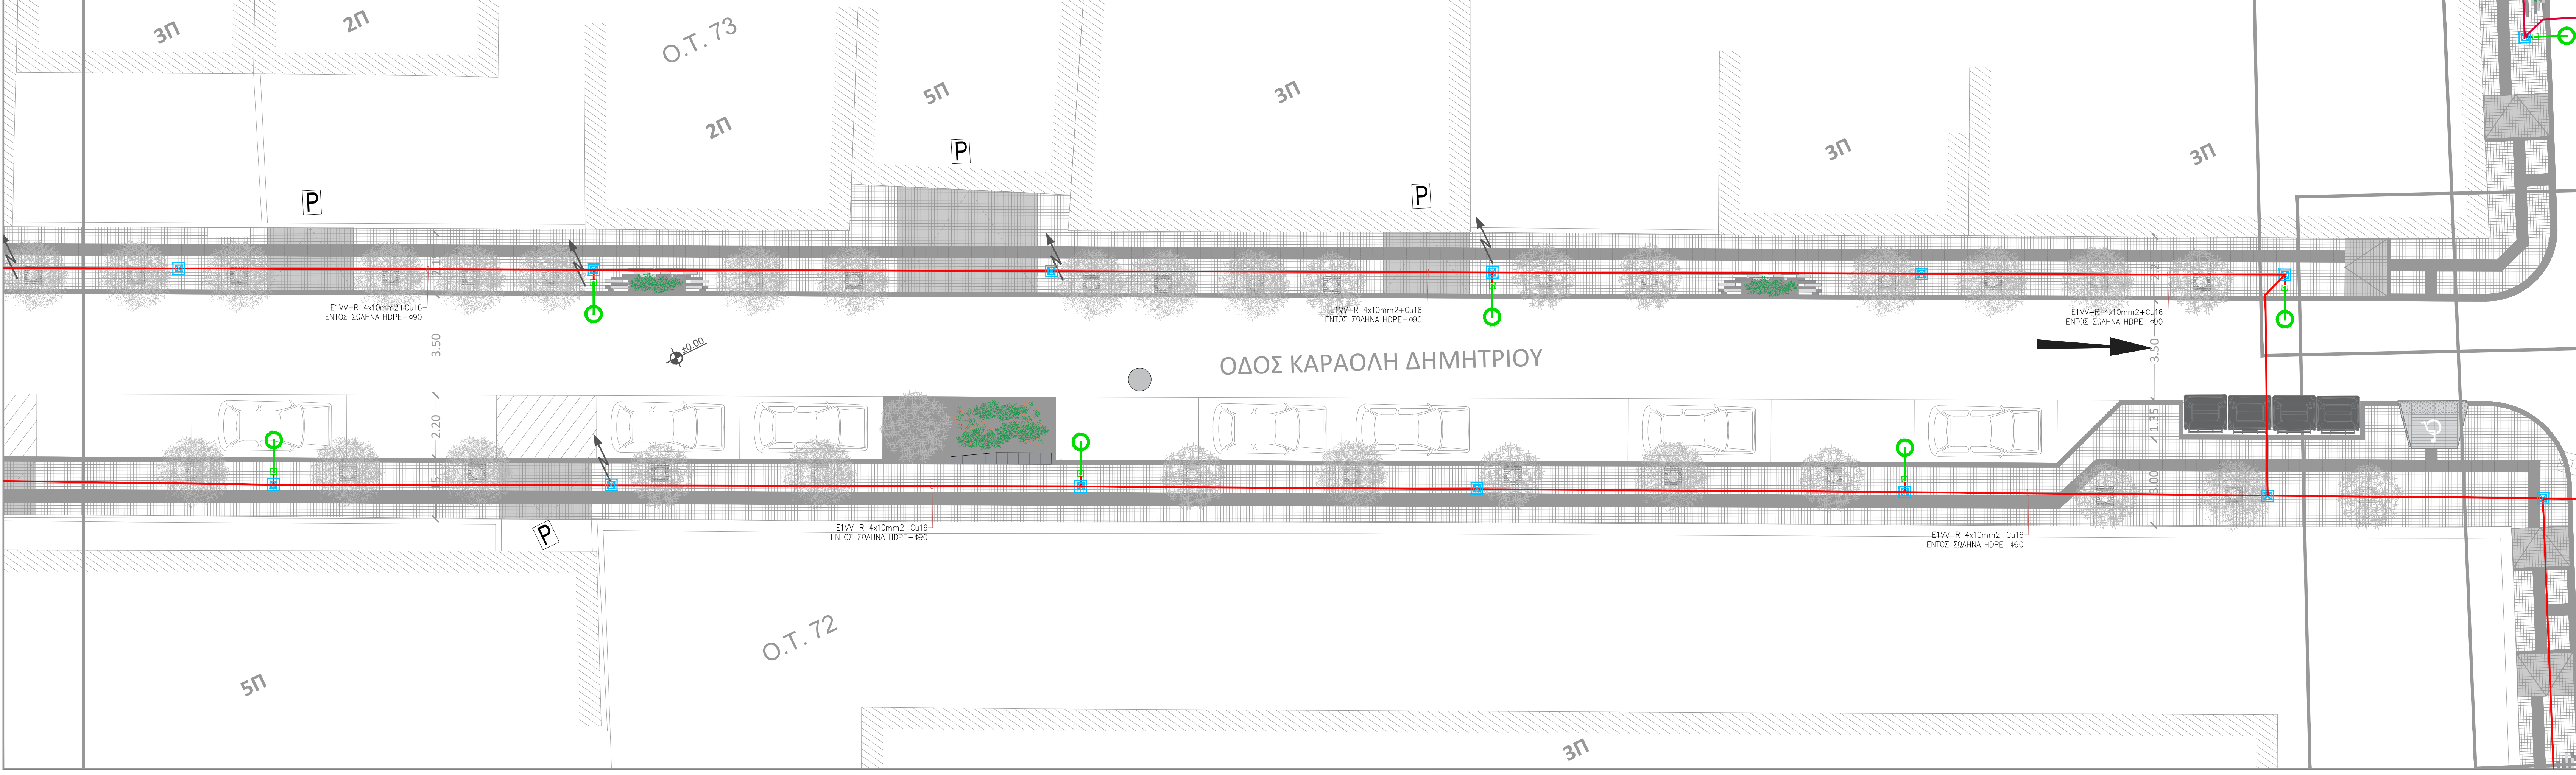 3Π
2Π
Ο.Τ. 73
2Π
5Π
3Π
3Π
3Π
P
P
P
E1VV-R 4x10mm2+Cu16
ΕΝΤΟΣ ΣΩΛΗΝΑ HDPE-Φ90
E1VV-R 4x10mm2+Cu16
ΕΝΤΟΣ ΣΩΛΗΝΑ HDPE-Φ90
E1VV-R 4x10mm2+Cu16
ΕΝΤΟΣ ΣΩΛΗΝΑ HDPE-Φ90
3.50
±0.00
ΟΔΟΣ ΚΑΡΑΟΛΗ ΔΗΜΗΤΡΙΟΥ
3.50
2.20
1.35
3.00
E1VV-R 4x10mm2+Cu16
ΕΝΤΟΣ ΣΩΛΗΝΑ HDPE-Φ90
E1VV-R 4x10mm2+Cu16
ΕΝΤΟΣ ΣΩΛΗΝΑ HDPE-Φ90
P
Ο.Τ. 72
5Π
3Π